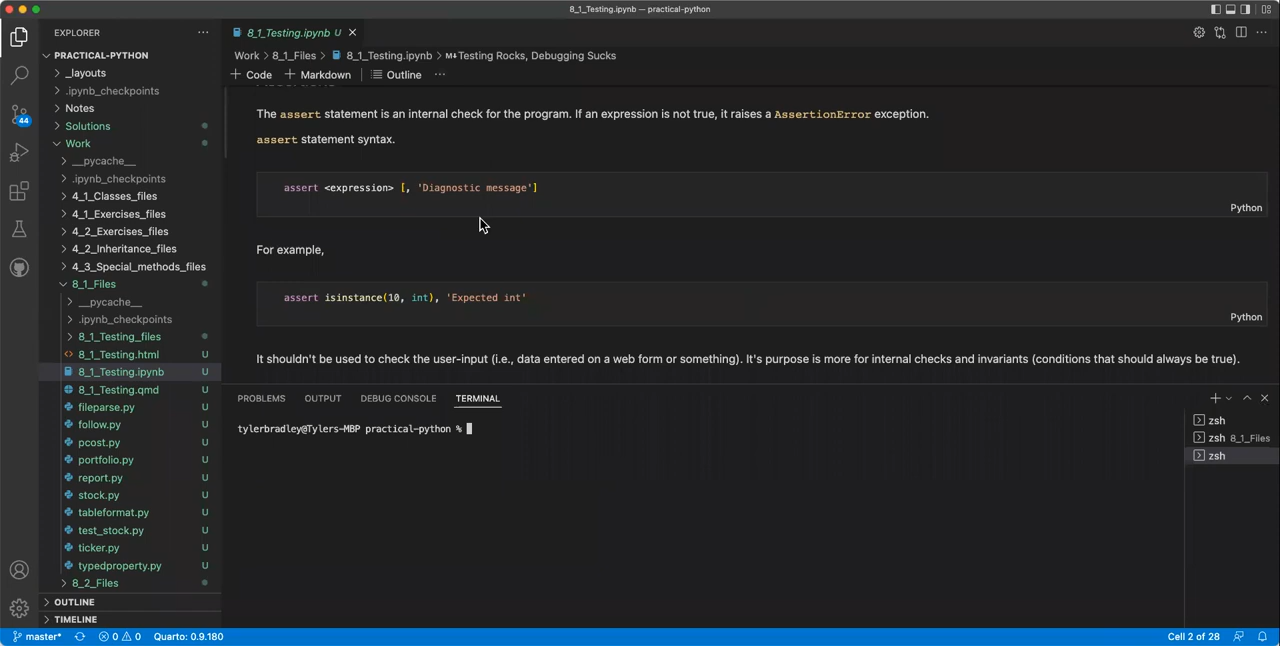 8_1_Testing.ipynb — practical-python
EXPLORER
8_1_Testing.ipynb U
PRACTICAL-PYTHON
Work > 8_1_Files > 8_1_Testing.ipynb > M↓Testing Rocks, Debugging Sucks
+ Code + Markdown Outline ...
_layouts
.ipynb_checkpoints
Notes
Solutions
Work
__pycache__
.ipynb_checkpoints
4_1_Classes_files
4_1_Exercises_files
4_2_Exercises_files
4_2_Inheritance_files
4_3_Special_methods_files
8_1_Files
__pycache__
.ipynb_checkpoints
8_1_Testing_files
8_1_Testing.html U
8_1_Testing.ipynb U
8_1_Testing.qmd U
fileparse.py U
follow.py U
pcost.py U
portfolio.py U
report.py U
stock.py U
tableformat.py U
test_stock.py U
ticker.py U
typedproperty.py U
8_2_Files
OUTLINE
TIMELINE
44
The assert statement is an internal check for the program. If an expression is not true, it raises a AssertionError exception.
assert statement syntax.
assert <expression> [, 'Diagnostic message']
Python
For example,
assert isinstance(10, int), 'Expected int'
Python
It shouldn't be used to check the user-input (i.e., data entered on a web form or something). It's purpose is more for internal checks and invariants (conditions that should always be true).
PROBLEMS OUTPUT DEBUG CONSOLE TERMINAL
tylerbradley@Tylers-MBP practical-python %
zsh
zsh 8_1_Files
zsh
master* 0 0 Quarto: 0.9.180
Cell 2 of 28